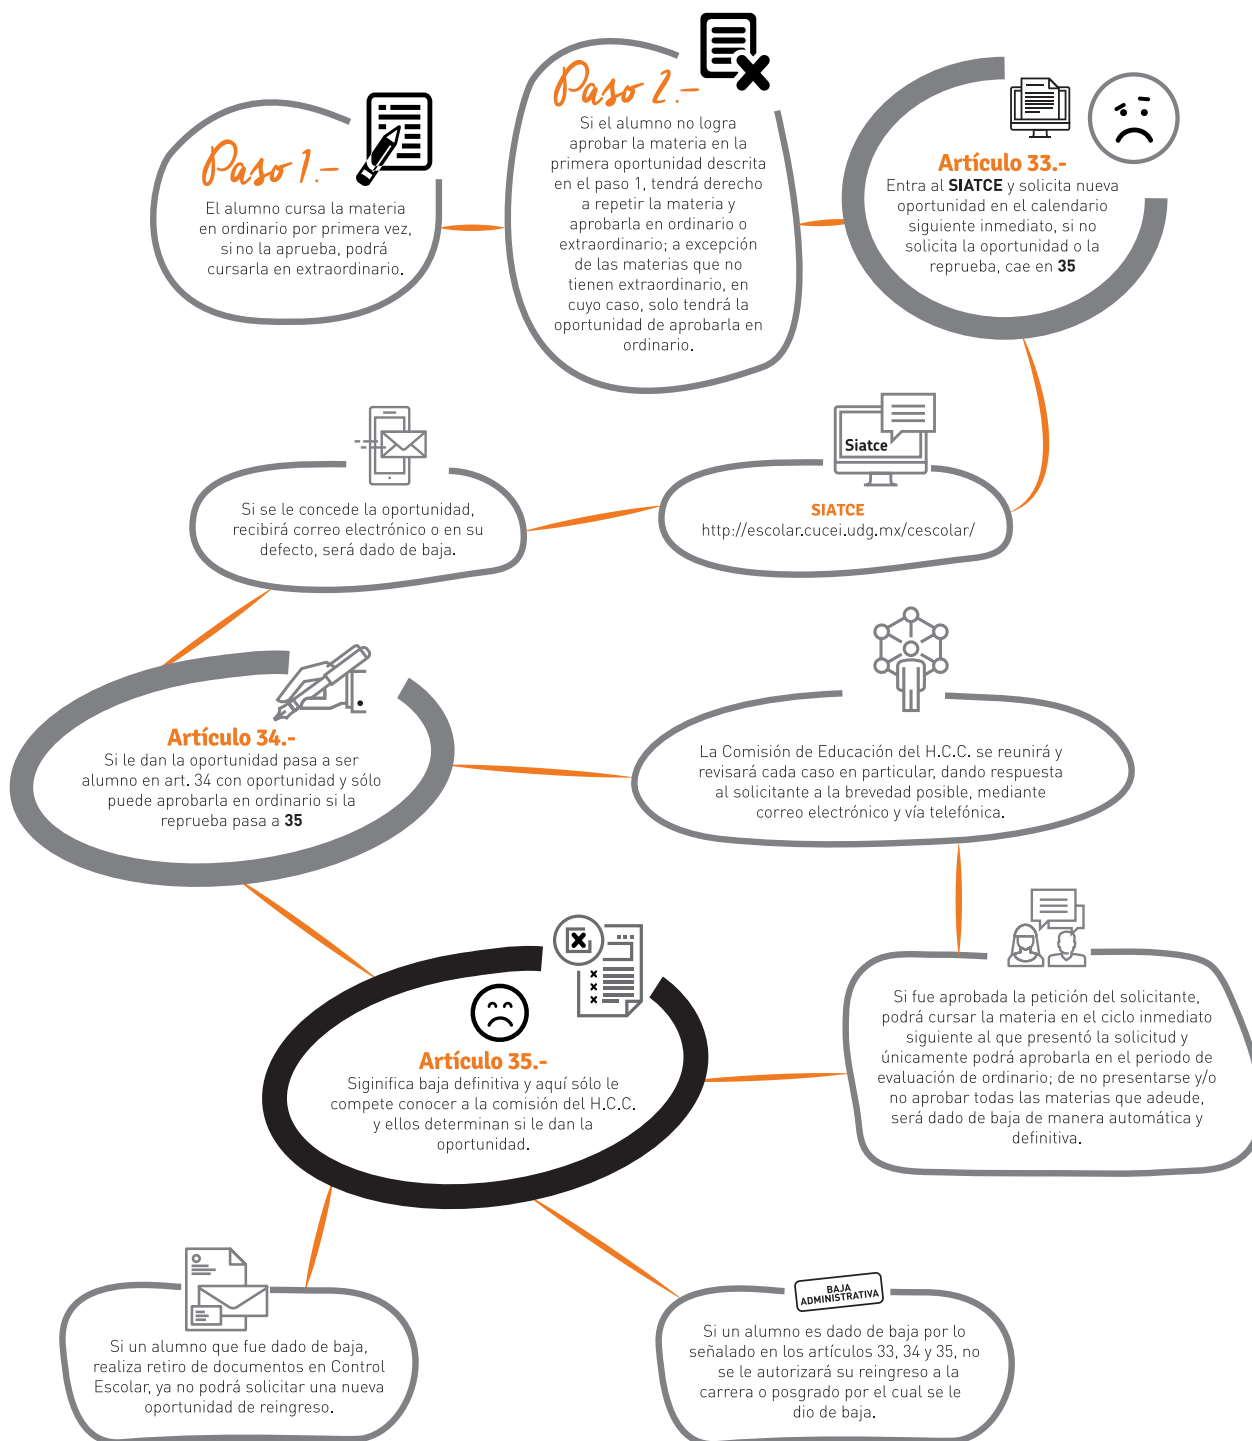 Paso 1.-
El alumno cursa la materia
en ordinario por primera vez,
si no la aprueba, podrá
cursarla en extraordinario.
Paso 2.-
Si el alumno no logra
aprobar la materia en la
primera oportunidad descrita
en el paso 1, tendrá derecho
a repetir la materia y
aprobarla en ordinario o
extraordinario; a excepción
de las materias que no
tienen extraordinario, en
cuyo caso, solo tendrá la
oportunidad de aprobarla en
ordinario.
Artículo 33.-
Entra al SIATCE y solicita nueva
oportunidad en el calendario
siguiente inmediato, si no
solicita la oportunidad o la
reprueba, cae en 35
Siatce
SIATCE
http://escolar.cucei.udg.mx/cescolar/
Si se le concede la oportunidad,
recibirá correo electrónico o en su
defecto, será dado de baja.
Artículo 34.-
Si le dan la oportunidad pasa a ser
alumno en art. 34 con oportunidad y sólo
puede aprobarla en ordinario si la
reprueba pasa a 35
La Comisión de Educación del H.C.C. se reunirá y
revisará cada caso en particular, dando respuesta
al solicitante a la brevedad posible, mediante
correo electrónico y vía telefónica.
Si fue aprobada la petición del solicitante,
podrá cursar la materia en el ciclo inmediato
siguiente al que presentó la solicitud y
únicamente podrá aprobarla en el periodo de
evaluación de ordinario; de no presentarse y/o
no aprobar todas las materias que adeude,
será dado de baja de manera automática y
definitiva.
Artículo 35.-
Siginifica baja definitiva y aquí sólo le
compete conocer a la comisión del H.C.C.
y ellos determinan si le dan la
oportunidad.
Si un alumno que fue dado de baja,
realiza retiro de documentos en Control
Escolar, ya no podrá solicitar una nueva
oportunidad de reingreso.
BAJA
ADMINISTRATIVA
Si un alumno es dado de baja por lo
señalado en los artículos 33, 34 y 35, no
se le autorizará su reingreso a la
carrera o posgrado por el cual se le
dio de baja.